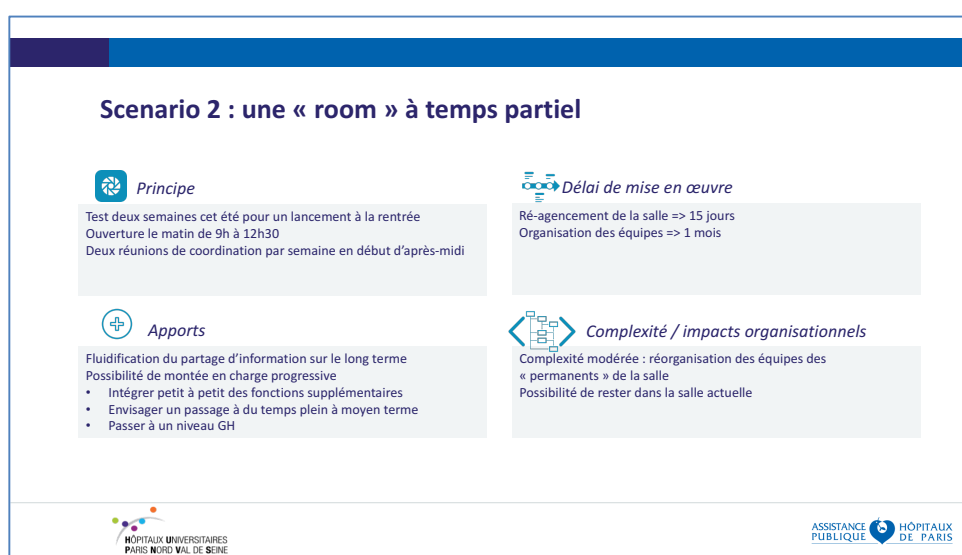 Scenario 2 : une « room » à temps partiel
Principe
Test deux semaines cet été pour un lancement à la rentrée
Ouverture le matin de 9h à 12h30
Deux réunions de coordination par semaine en début d'après-midi
Délai de mise en œuvre
Ré-agencement de la salle => 15 jours
Organisation des équipes => 1 mois
Apports
Fluidification du partage d'information sur le long terme
Possibilité de montée en charge progressive
• Intégrer petit à petit des fonctions supplémentaires
• Envisager un passage à du temps plein à moyen terme
• Passer à un niveau GH
Complexité / impacts organisationnels
Complexité modérée : réorganisation des équipes des
« permanents » de la salle
Possibilité de rester dans la salle actuelle
HÔPITAUX UNIVERSITAIRES
PARIS NORD VAL DE SEINE
ASSISTANCE HÔPITAUX
PUBLIQUE DE PARIS